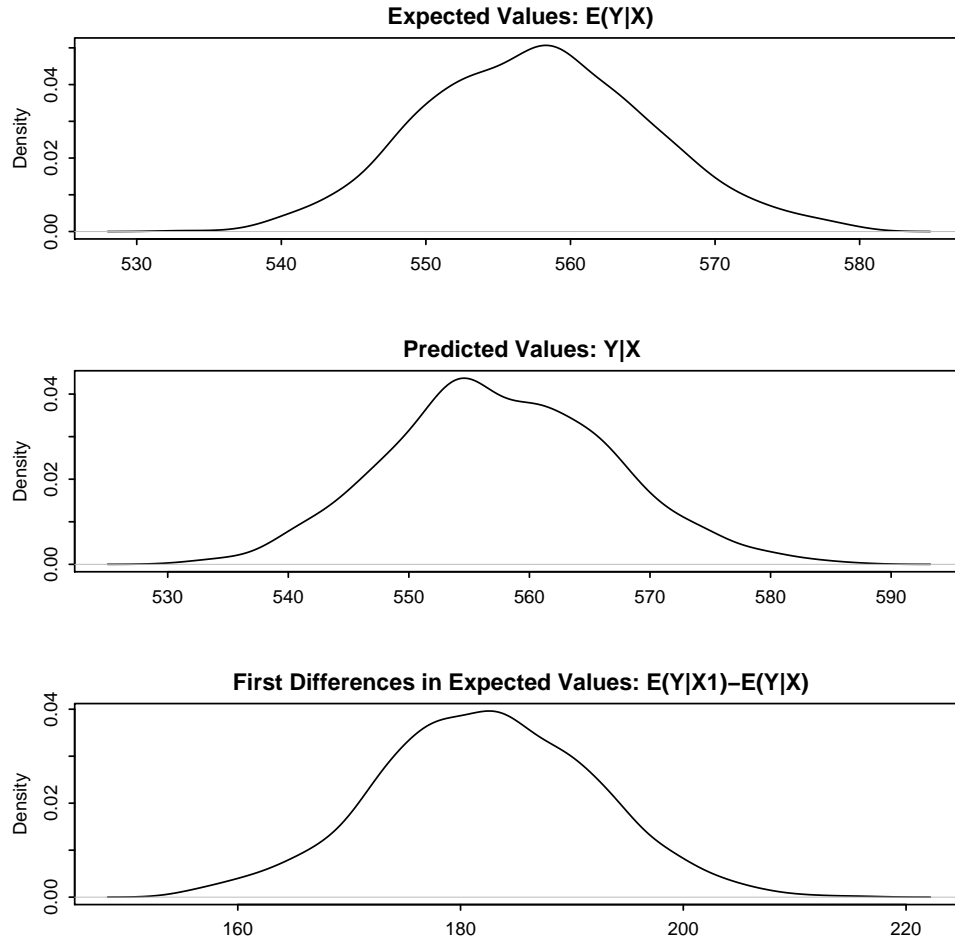 Expected Values: E(Y|X)
Density
0.00 0.02 0.04
530 540 550 560 570 580
Predicted Values: Y|X
Density
0.00 0.02 0.04
530 540 550 560 570 580 590
First Differences in Expected Values: E(Y|X1)−E(Y|X)
Density
0.00 0.02 0.04
160 180 200 220